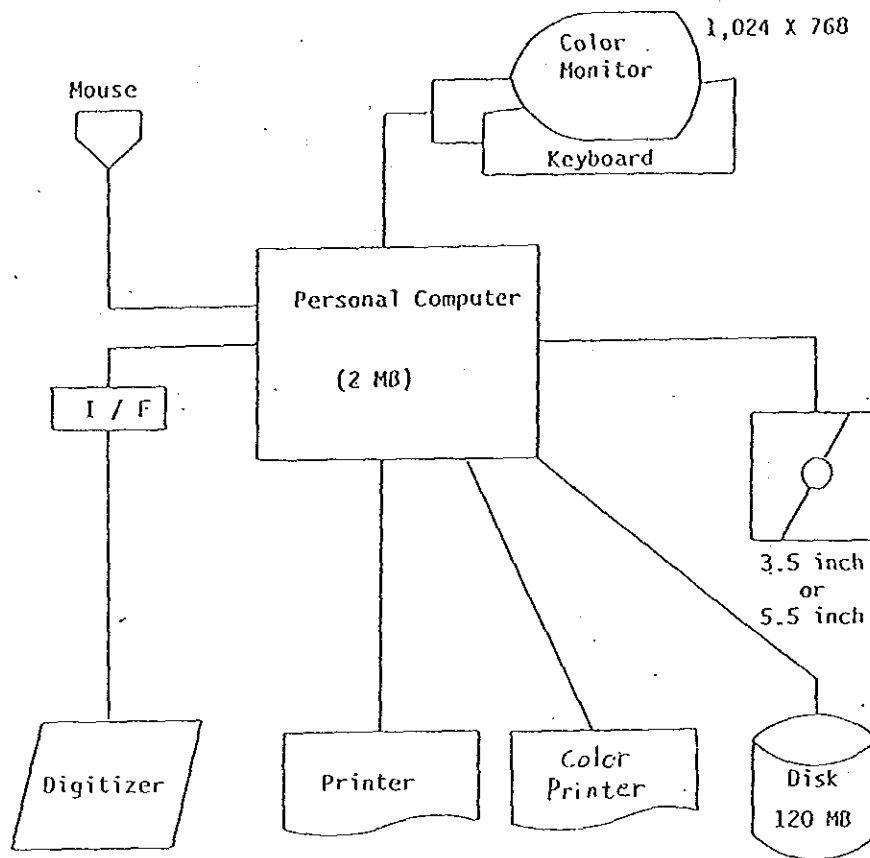 1,024 X 768
Color
Monitor
Mouse
Keyboard
Personal Computer
(2 MB)
I / F
3.5 inch
or
5.5 inch
Digitizer
Printer
Color
Printer
Disk
120 MB